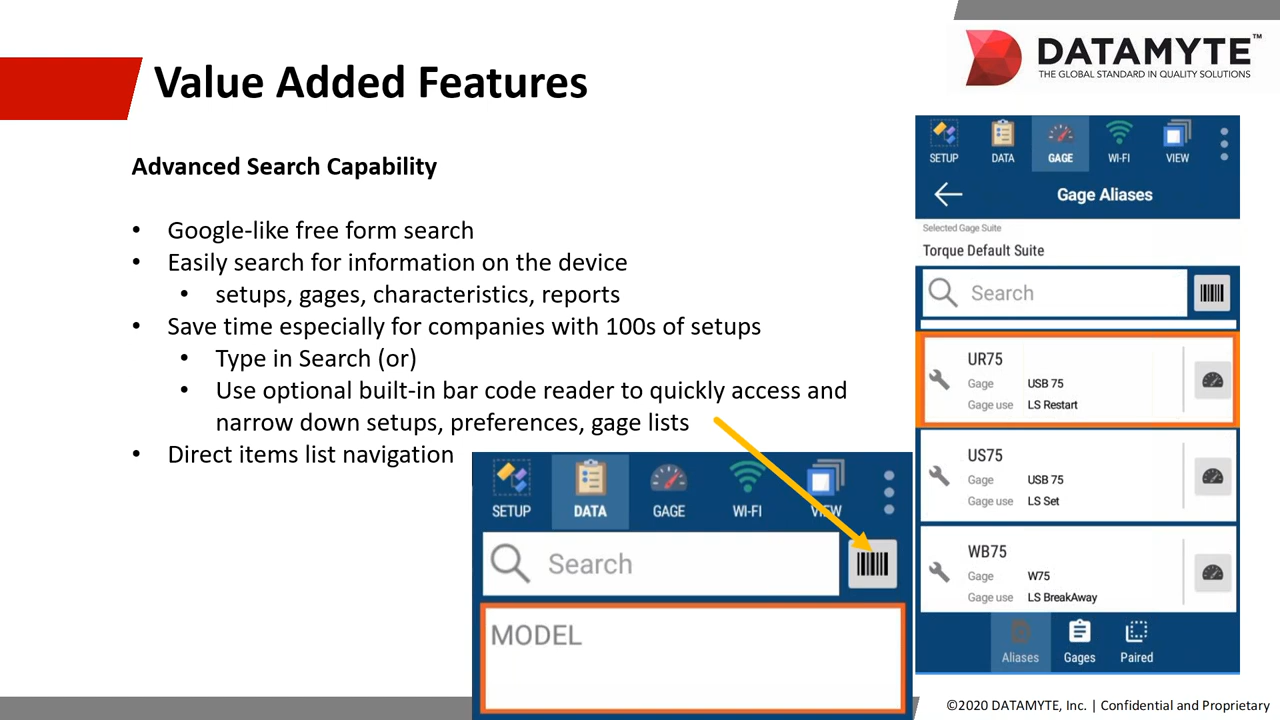 DATAMYTE™
THE GLOBAL STANDARD IN QUALITY SOLUTIONS
Value Added Features
Advanced Search Capability
• Google-like free form search
• Easily search for information on the device
• setups, gages, characteristics, reports
• Save time especially for companies with 100s of setups
• Type in Search (or)
• Use optional built-in bar code reader to quickly access and
narrow down setups, preferences, gage lists
• Direct items list navigation
SETUP DATA GAGE WI-FI VIEW
Search
MODEL
SETUP DATA GAGE WI-FI VIEW
Gage Aliases
Selected Gage Suite
Torque Default Suite
Search
UR75
Gage USB 75
Gage use LS Restart
US75
Gage USB 75
Gage use LS Set
WB75
Gage W75
Gage use LS BreakAway
Aliases Gages Paired
©2020 DATAMYTE, Inc. | Confidential and Proprietary